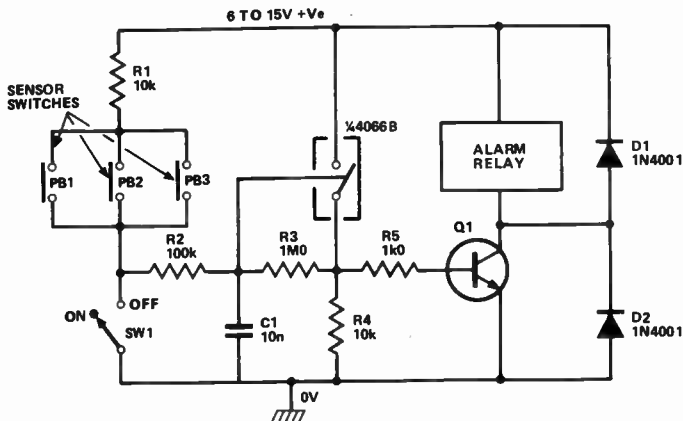 6 TO 15V +Ve
R1
10k
SENSOR
SWITCHES
¼4066B
ALARM
RELAY
D1
1N4001
PB1
PB2
PB3
R2
100k
R3
1M0
R5
1k0
Q1
OFF
ON
SW1
C1
10n
R4
10k
D2
1N4001
0V